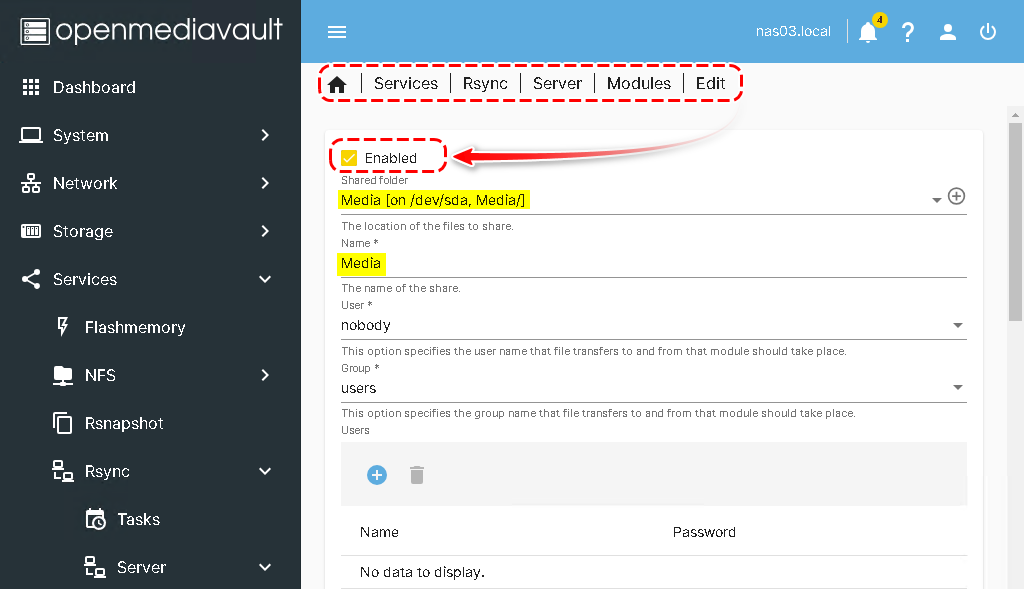 openmediavault
nas03.local
4
Dashboard
System
Network
Storage
Services
Flashmemory
NFS
Rsnapshot
Rsync
Tasks
Server
Services | Rsync | Server | Modules | Edit
Enabled
Shared folder
Media [on /dev/sda, Media/]
The location of the files to share.
Name *
Media
The name of the share.
User *
nobody
This option specifies the user name that file transfers to and from that module should take place.
Group *
users
This option specifies the group name that file transfers to and from that module should take place.
Users
Name Password
No data to display.